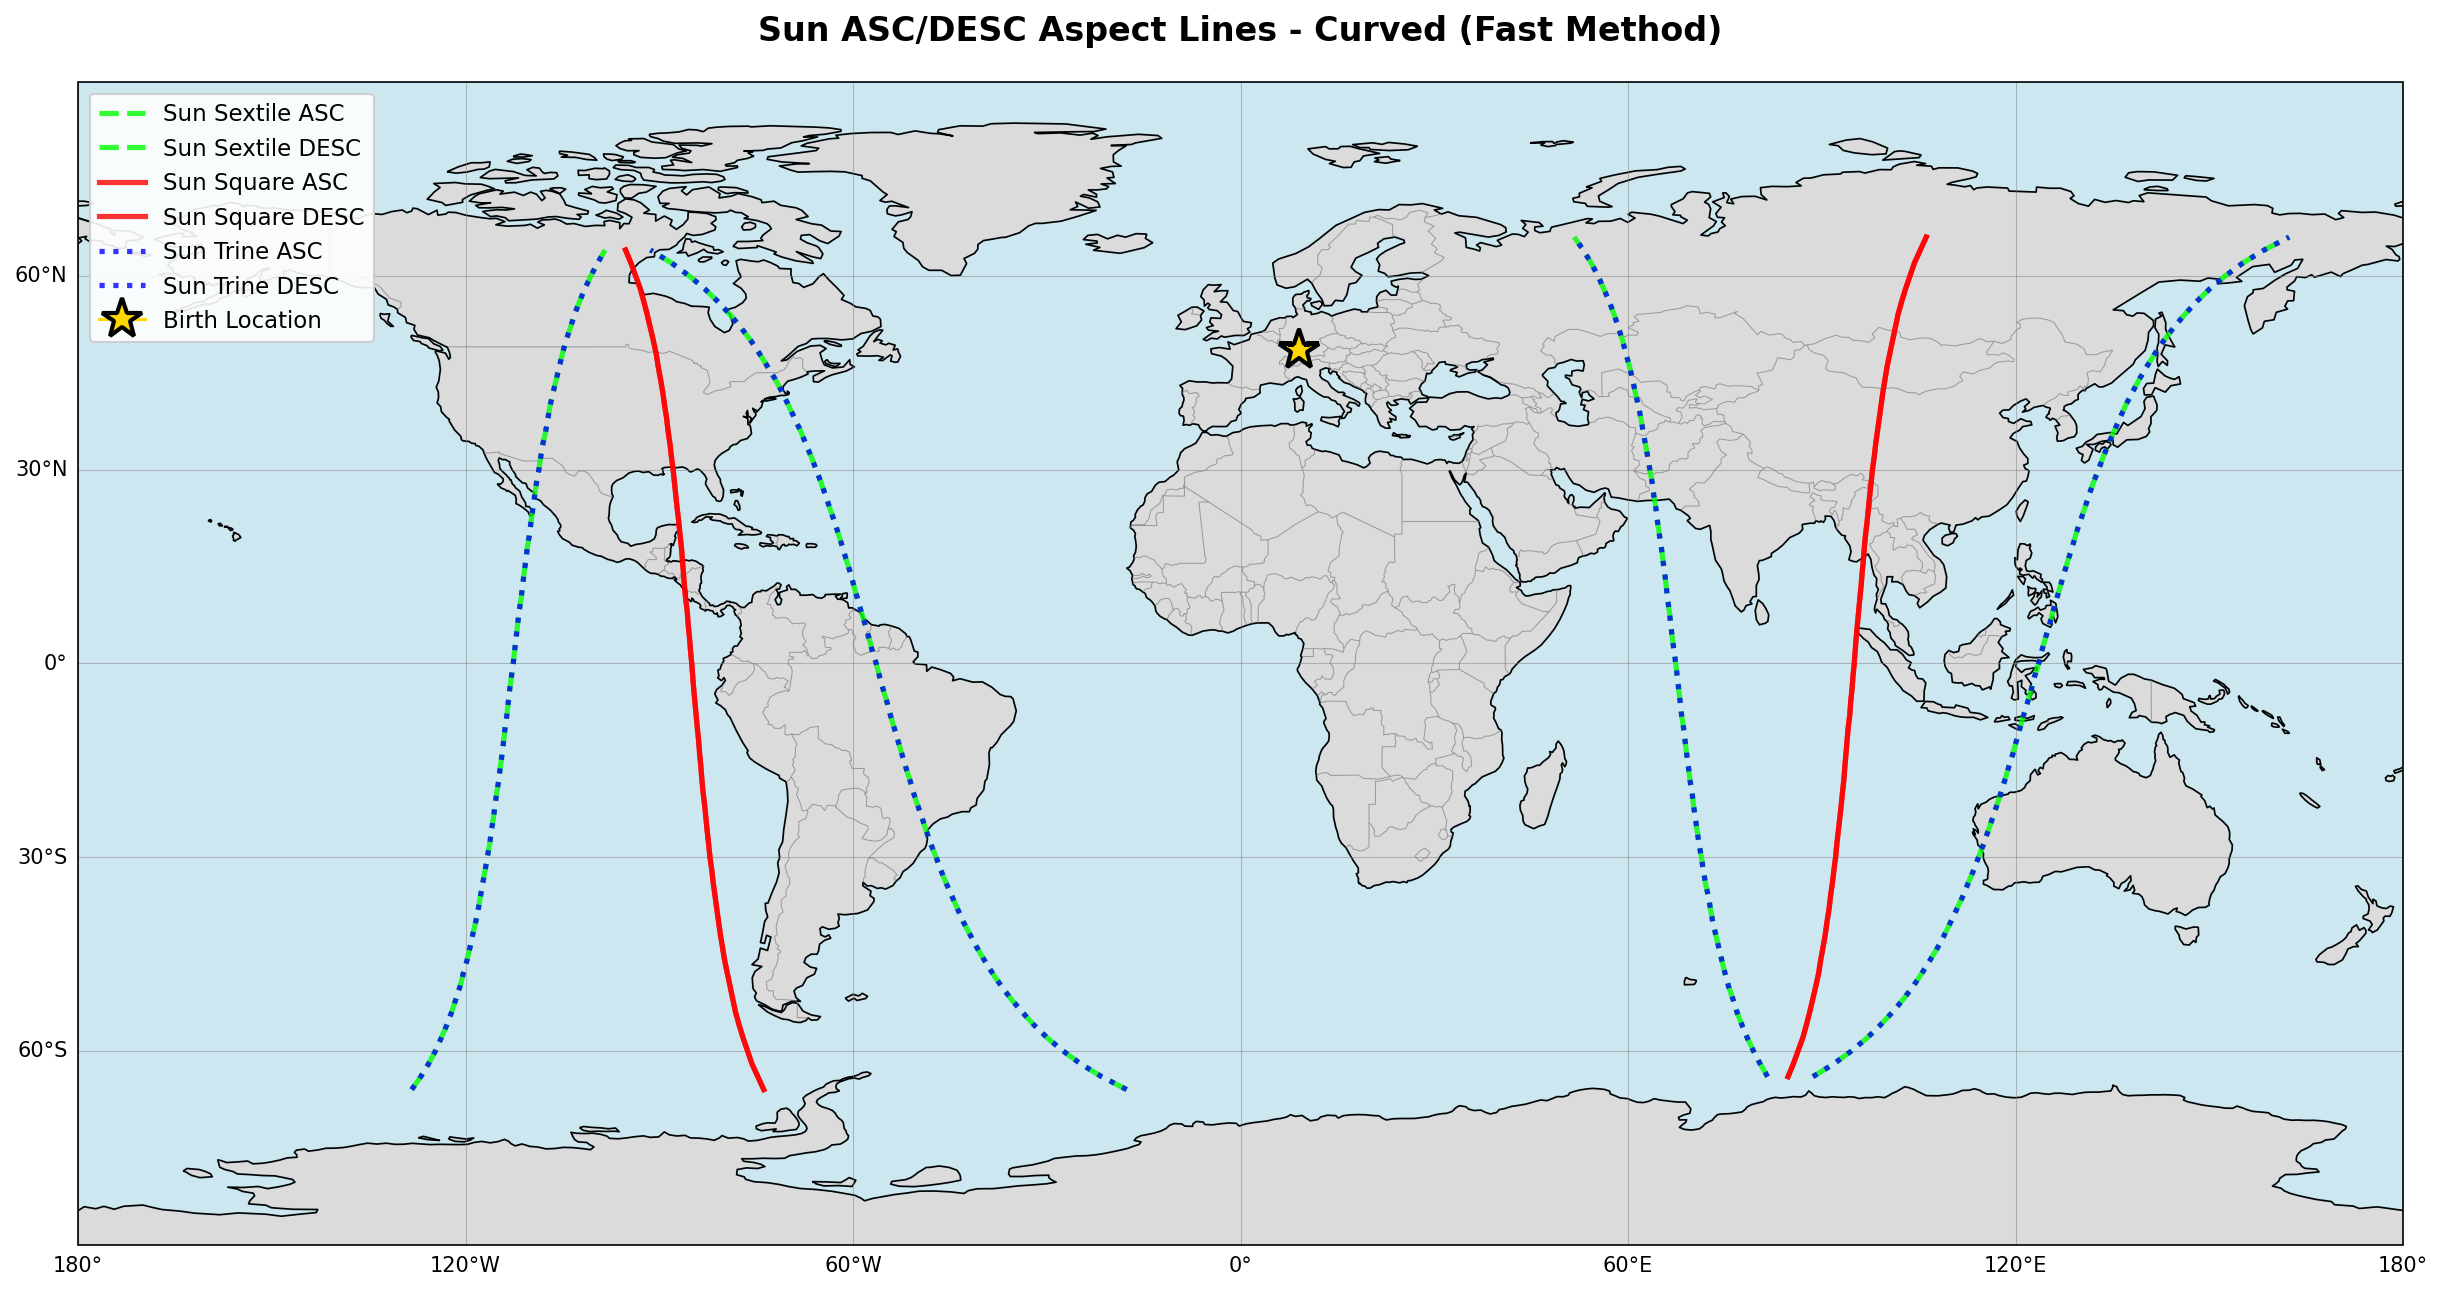 Sun ASC/DESC Aspect Lines - Curved (Fast Method)
Sun Sextile ASC
Sun Sextile DESC
Sun Square ASC
Sun Square DESC
Sun Trine ASC
Sun Trine DESC
Birth Location
60°N
30°N
0°
30°S
60°S
180°
120°W
60°W
0°
60°E
120°E
180°